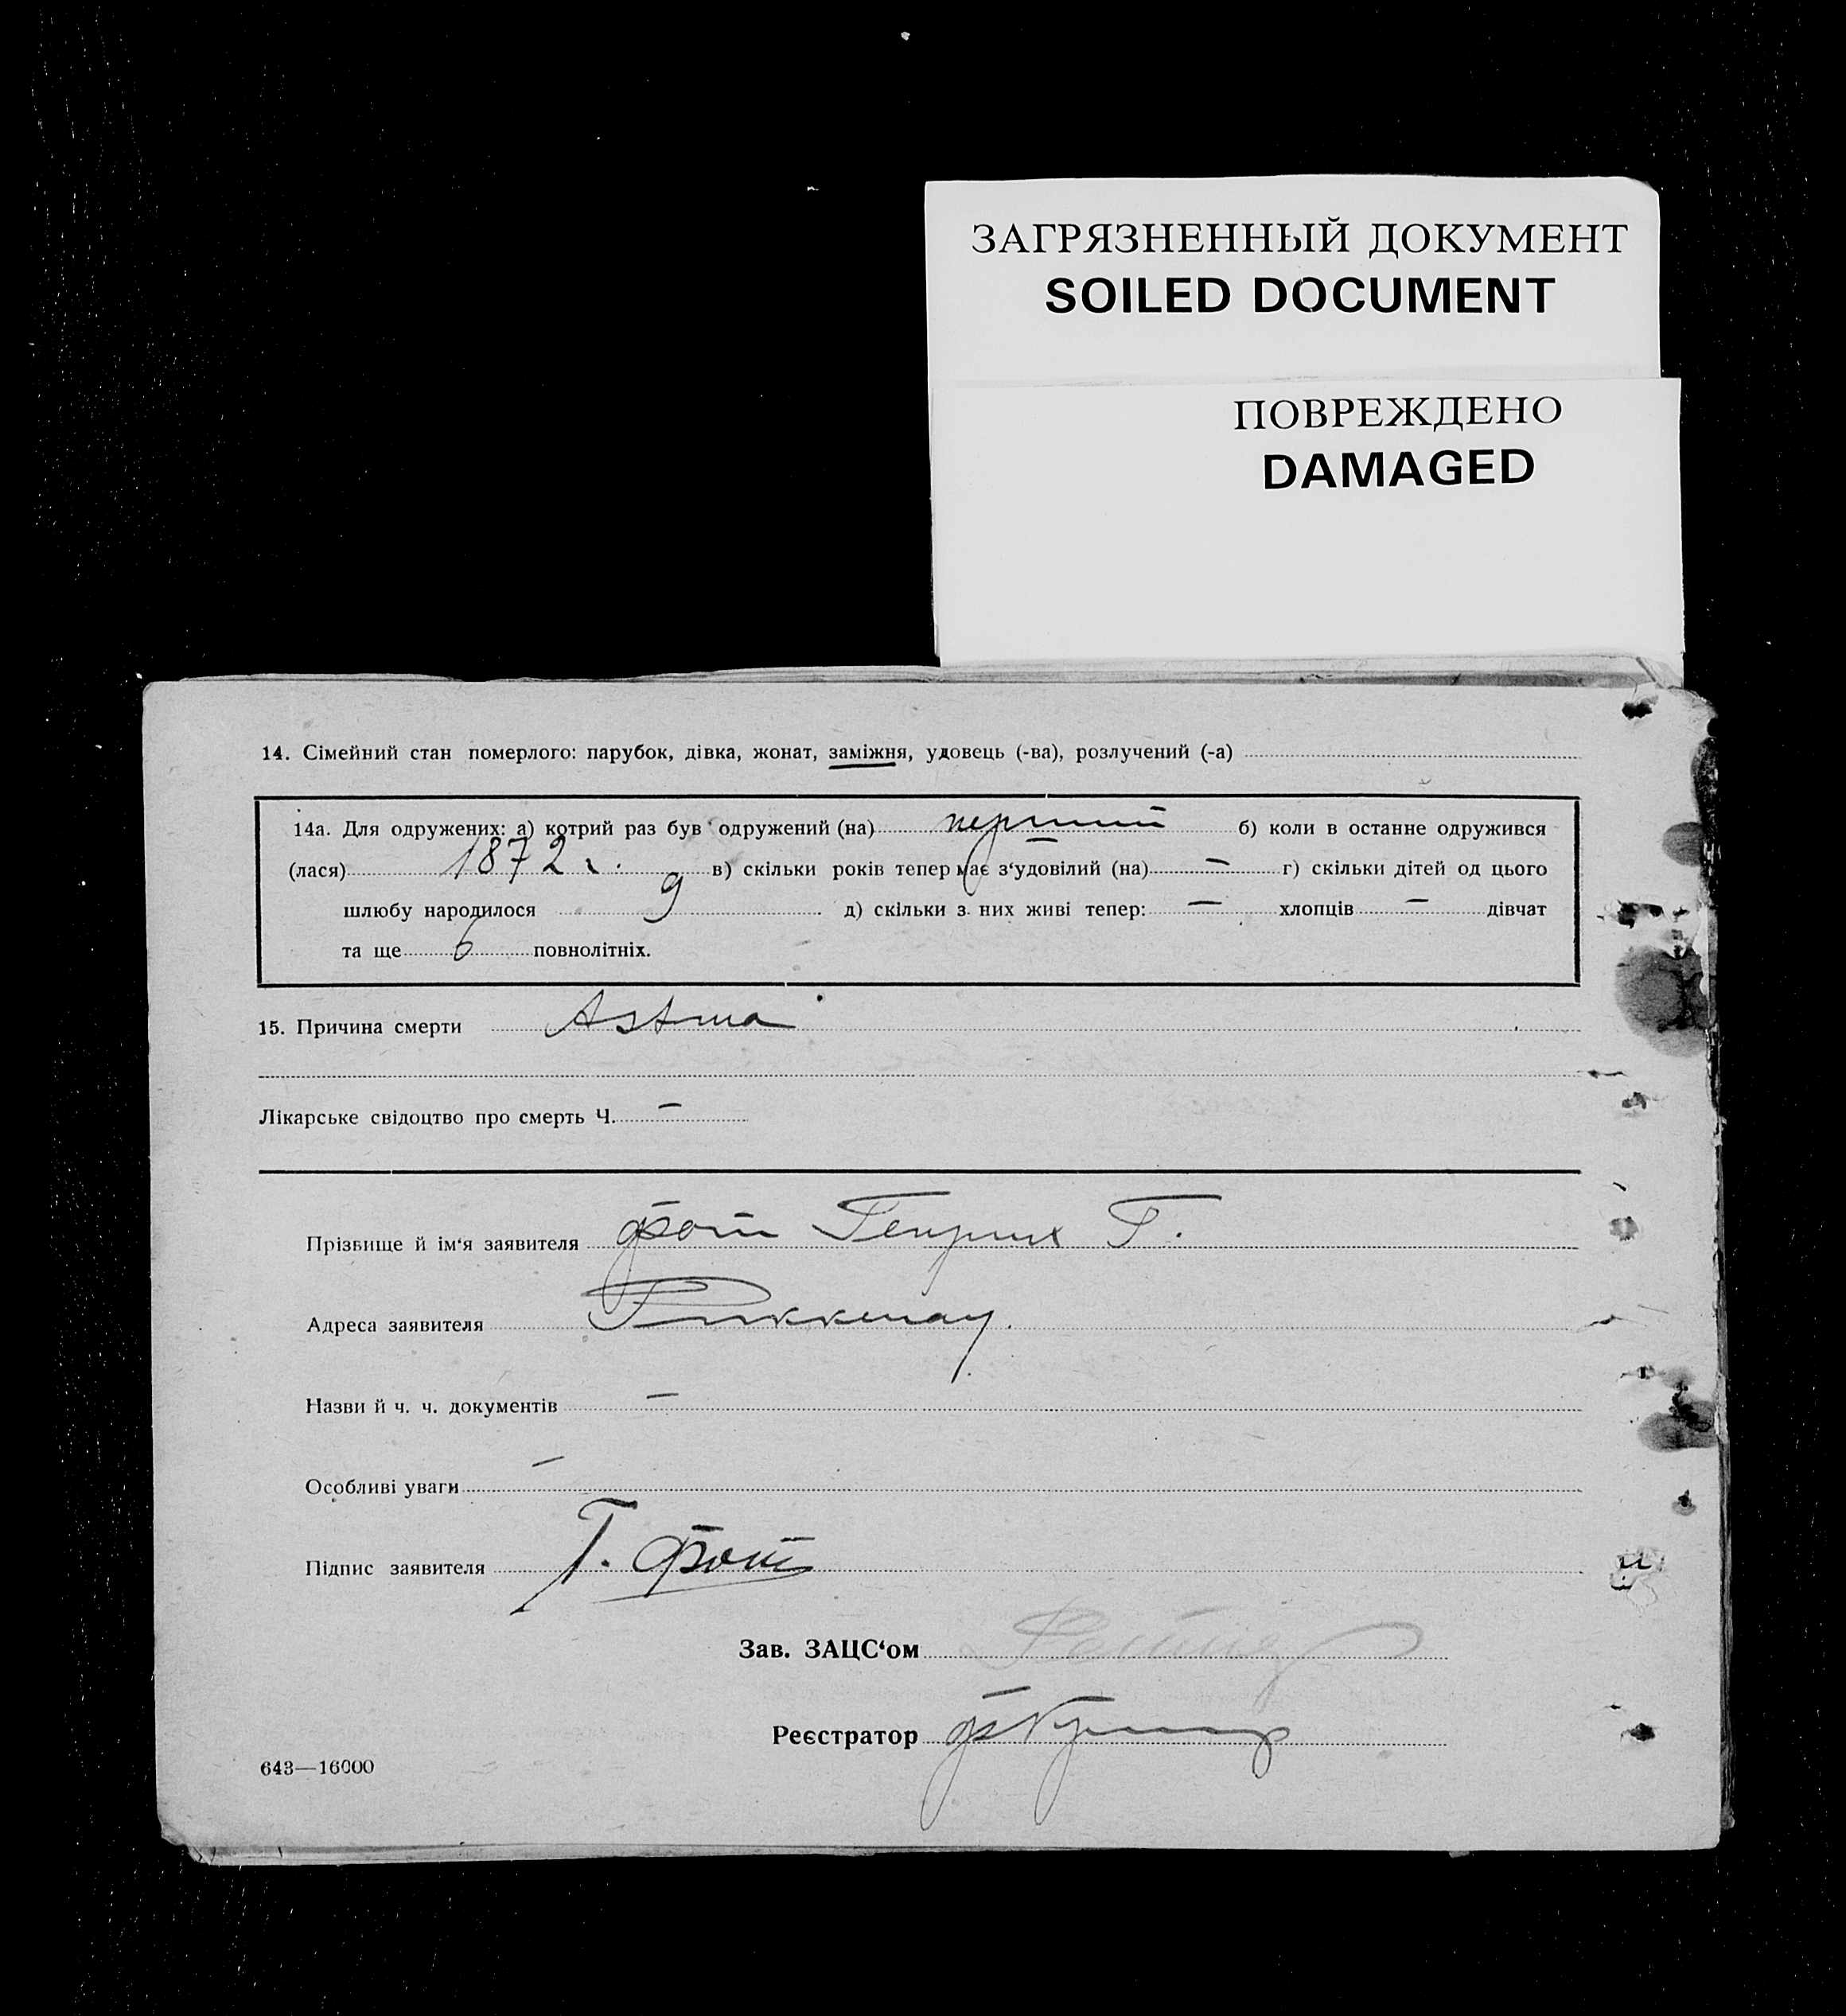 ЗАГРЯЗНЕННЫЙ ДОКУМЕНТ
SOILED DOCUMENT
ПОВРЕЖДЕНО
DAMAGED
14. Сімейний стан померлого: парубок, дівка, жонат, заміжня, удовець (-ва), розлучений (-а)
14а. Для одружених: а) котрий раз був одружений (на) перший б) коли в останне одружився
(лася) 1872 г. в) скільки років тепер має з‘удовілий (на) — г) скільки дітей од цього
шлюбу народилося 9 д) скільки з них живі тепер: — хлопців — дівчат
та ще 6 повнолітніх.
15. Причина смерти Astma
Лікарське свідоцтво про смерть Ч. —
Прізвище й ім‘я заявителя Фот Генрих Г.
Адреса заявителя Риккенау.
Назви й ч. ч. документів —
Особливі уваги —
Підпис заявителя Г. Фот
Зав. ЗАЦС‘ом
Реєстратор
643—16000